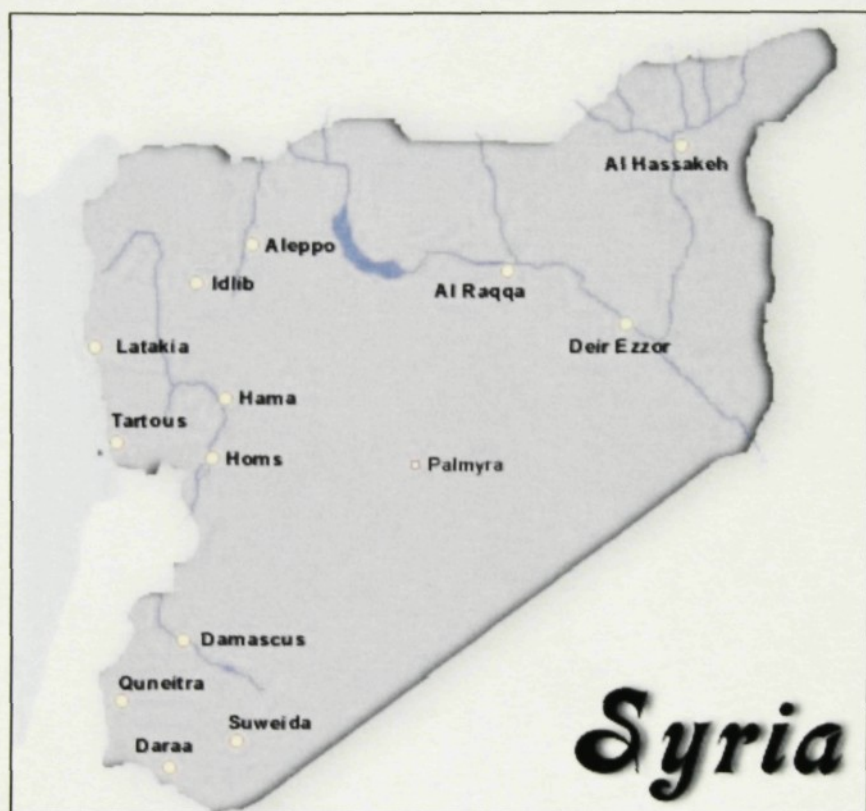 Al Hassakeh
Aleppo
Idlib
Al Raqqa
Deir Ezzor
Latakia
Hama
Tartous
Homs
Palmyra
Damascus
Quneitra
Suweida
Daraa
Syria